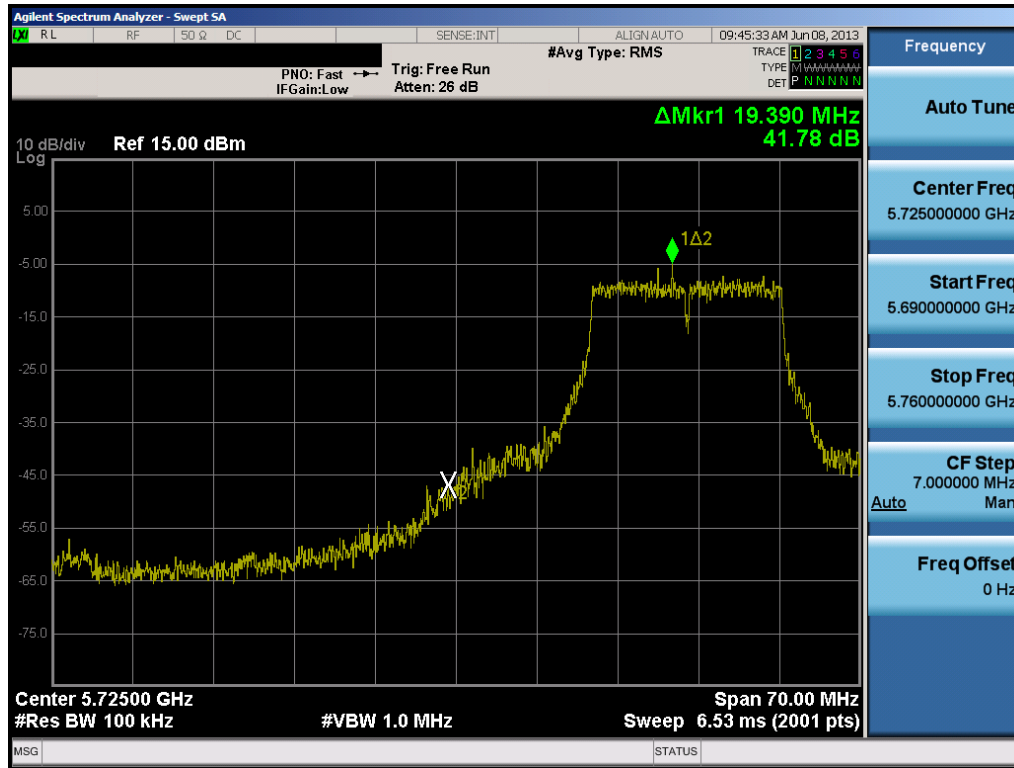 Agilent Spectrum Analyzer - Swept SA
LXI RL RF 50 Ω DC SENSE:INT ALIGN AUTO 09:45:33 AM Jun 08, 2013
#Avg Type: RMS TRACE 1 2 3 4 5 6
PNO: Fast Trig: Free Run TYPE M W W W W W
IFGain:Low Atten: 26 dB DET P N N N N N
ΔMkr1 19.390 MHz
41.78 dB
10 dB/div Ref 15.00 dBm
Log
5.00
1Δ2
-5.00
-15.0
-25.0
-35.0
-45.0
X2
-55.0
-65.0
-75.0
Center 5.72500 GHz Span 70.00 MHz
#Res BW 100 kHz #VBW 1.0 MHz Sweep 6.53 ms (2001 pts)
MSG STATUS
Frequency
Auto Tune
Center Freq
5.725000000 GHz
Start Freq
5.690000000 GHz
Stop Freq
5.760000000 GHz
CF Step
7.000000 MHz
Auto Man
Freq Offset
0 Hz